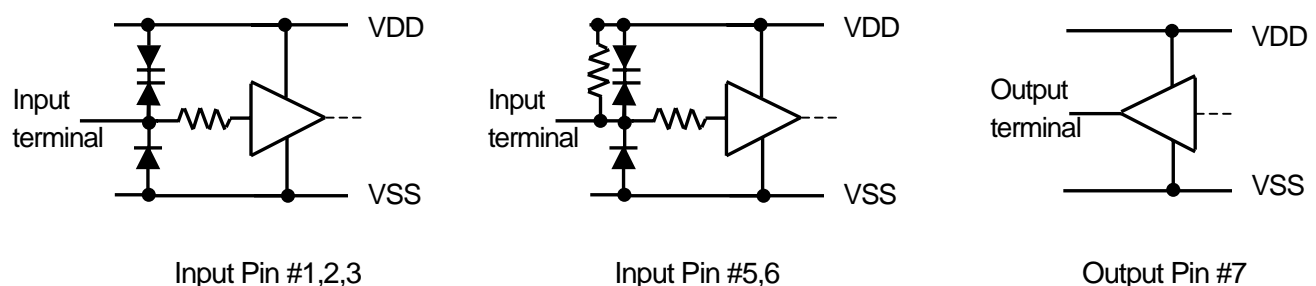 VDD
Input
terminal
VSS
Input Pin #1,2,3
VDD
Input
terminal
VSS
Input Pin #5,6
VDD
Output
terminal
VSS
Output Pin #7